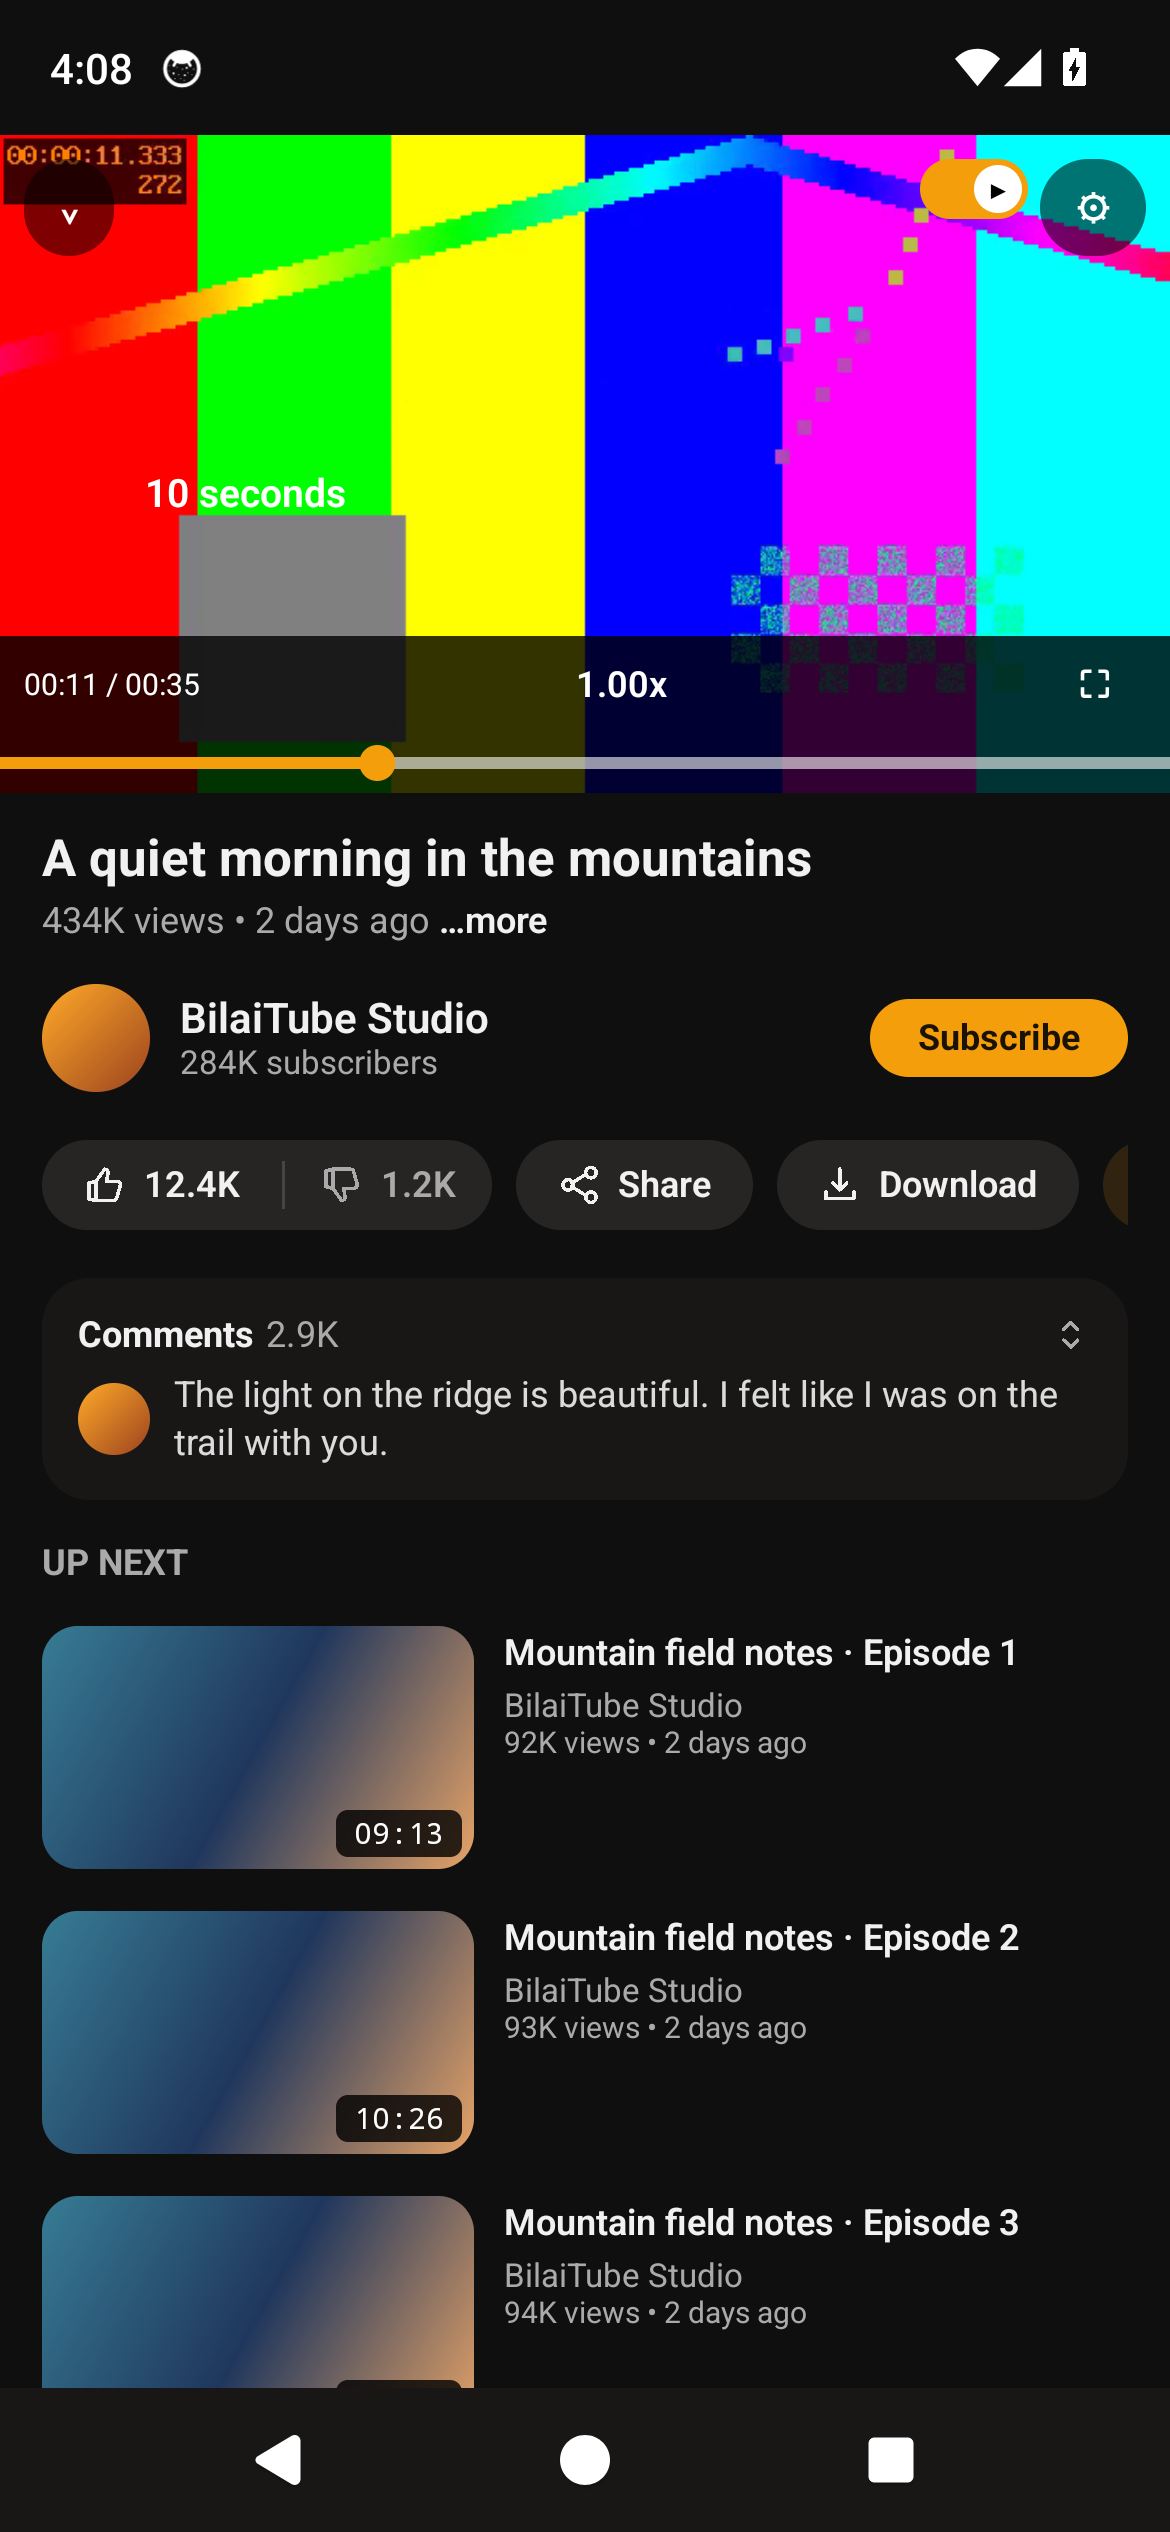 4:08
00:00:11.333
272
10 seconds
00:11 / 00:35
1.00x
A quiet morning in the mountains
434K views • 2 days ago ...more
BilaiTube Studio
284K subscribers
Subscribe
12.4K
1.2K
Share
Download
Comments 2.9K
The light on the ridge is beautiful. I felt like I was on the
trail with you.
UP NEXT
Mountain field notes · Episode 1
BilaiTube Studio
92K views • 2 days ago
09:13
Mountain field notes · Episode 2
BilaiTube Studio
93K views • 2 days ago
10:26
Mountain field notes · Episode 3
BilaiTube Studio
94K views • 2 days ago